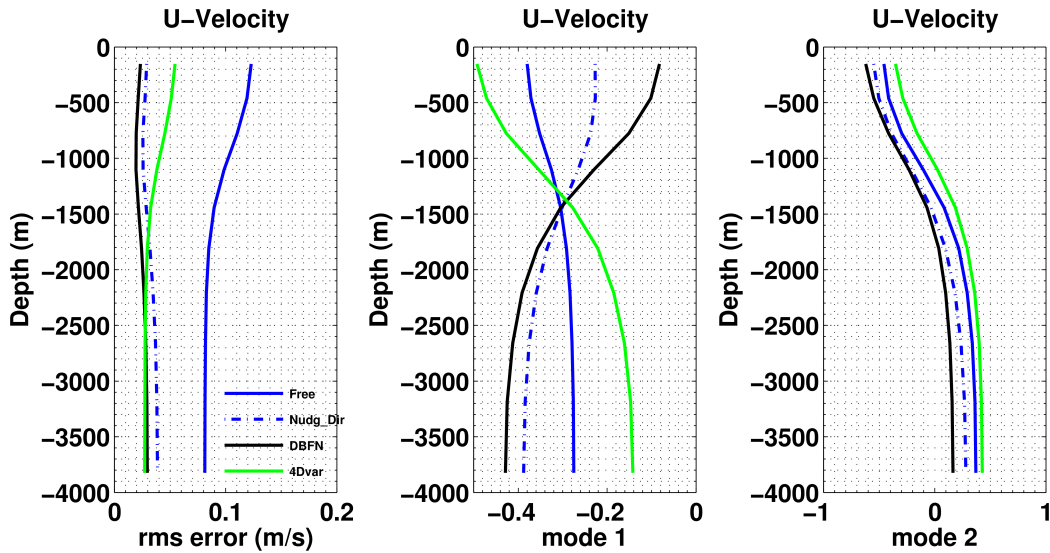 U−Velocity
0
−500
−1000
−1500
−2000
−2500
−3000
−3500
−4000
Depth (m)
0
0.1
0.2
rms error (m/s)
Free
Nudg_Dir
DBFN
4Dvar
U−Velocity
0
−500
−1000
−1500
−2000
−2500
−3000
−3500
−4000
Depth (m)
−0.4
−0.2
0
mode 1
U−Velocity
0
−500
−1000
−1500
−2000
−2500
−3000
−3500
−4000
Depth (m)
−1
0
1
mode 2